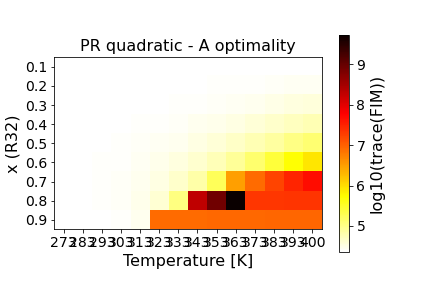 PR quadratic - A optimality
x (R32)
0.1
0.2
0.3
0.4
0.5
0.6
0.7
0.8
0.9
273 283 293 303 313 323 333 343 353 363 373 383 393 400
Temperature [K]
9
8
7
6
5
log10(trace(FIM))